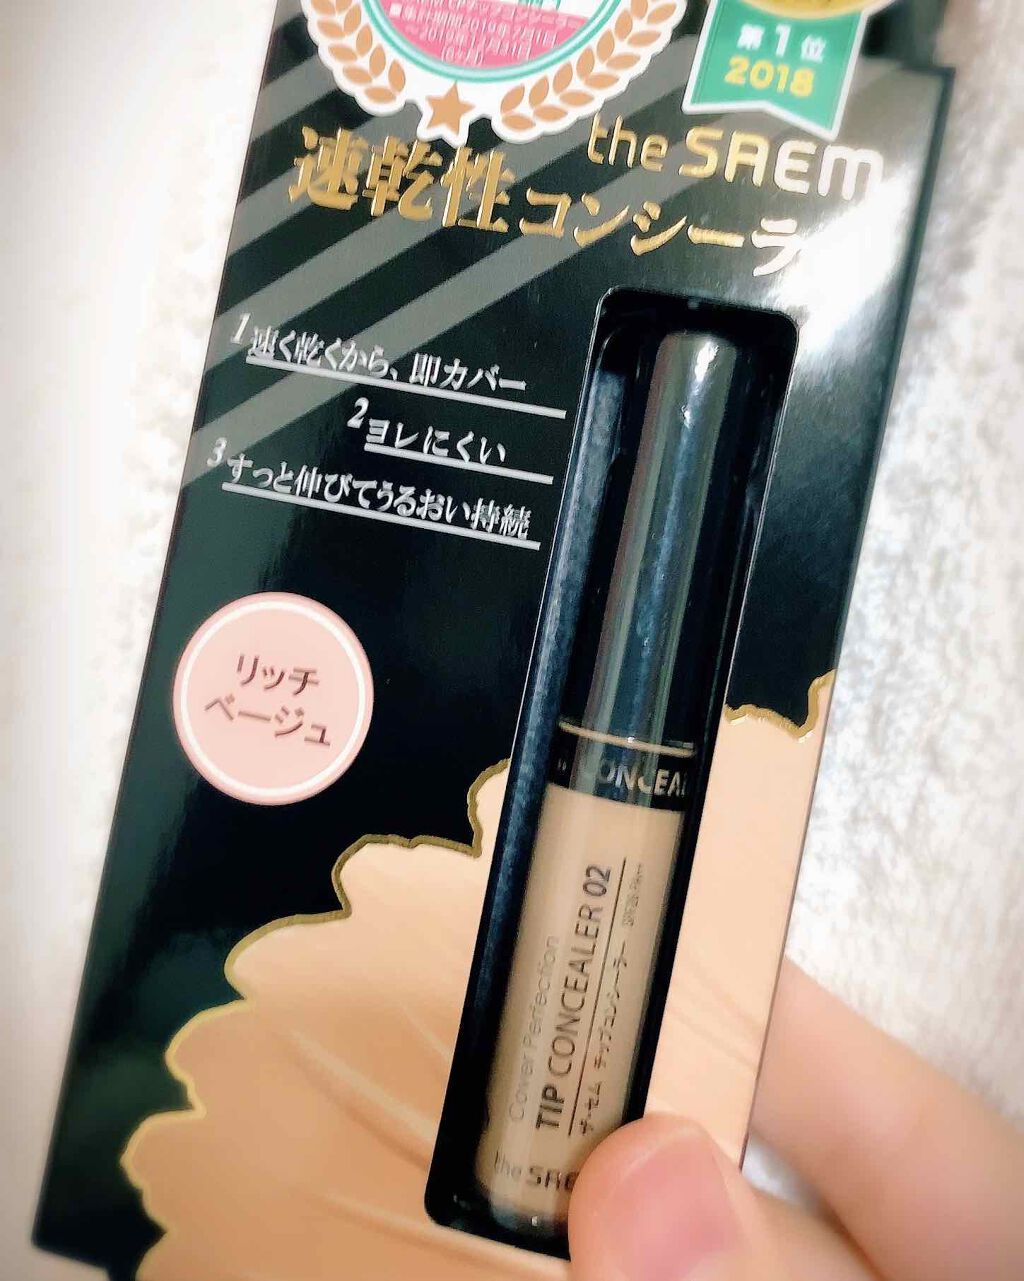 第1位
2018
the SAEM
速乾性コンシーラ
1 速く乾くから、即カバー
2 ヨレにくい
3 すっと伸びてうるおい持続
リッチ
ベージュ
CONCEAL
Cover Perfection
TIP CONCEALER 02
ザ・セム チップコンシーラー
the SAE